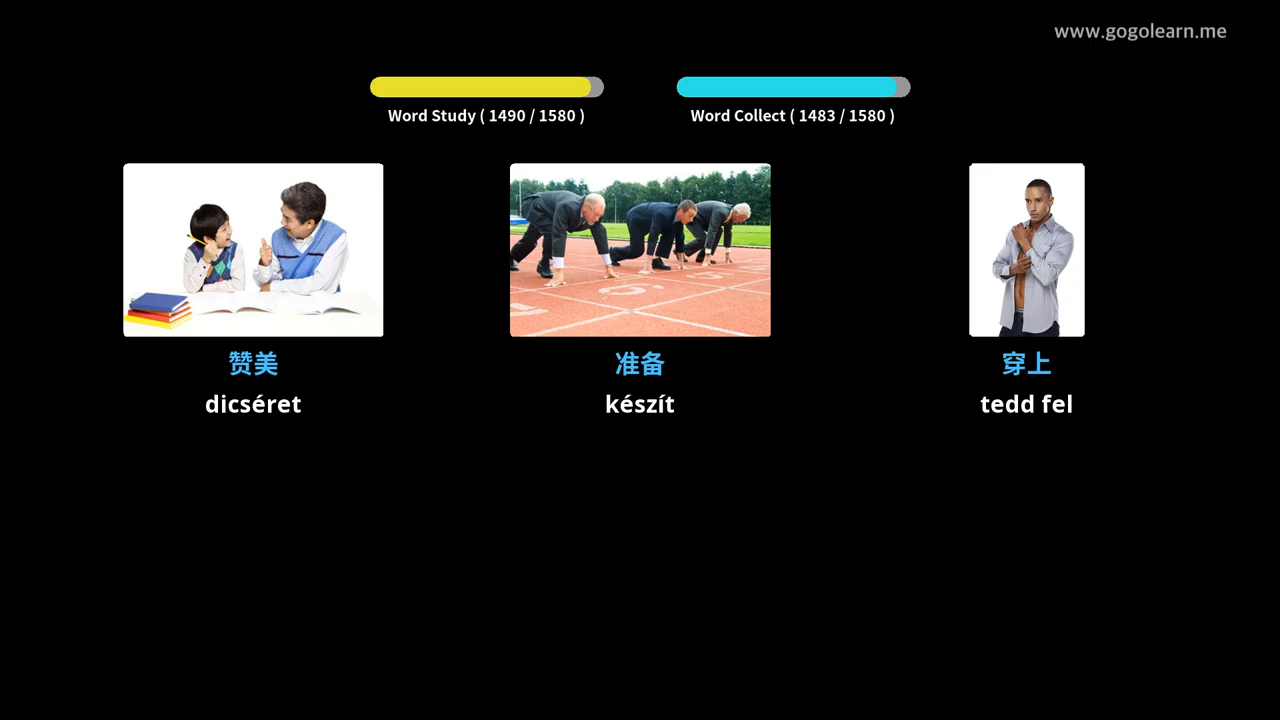 www.gogolearn.me
Word Study ( 1490 / 1580 )
Word Collect ( 1483 / 1580 )
赞美
准备
穿上
dicséret
készít
tedd fel